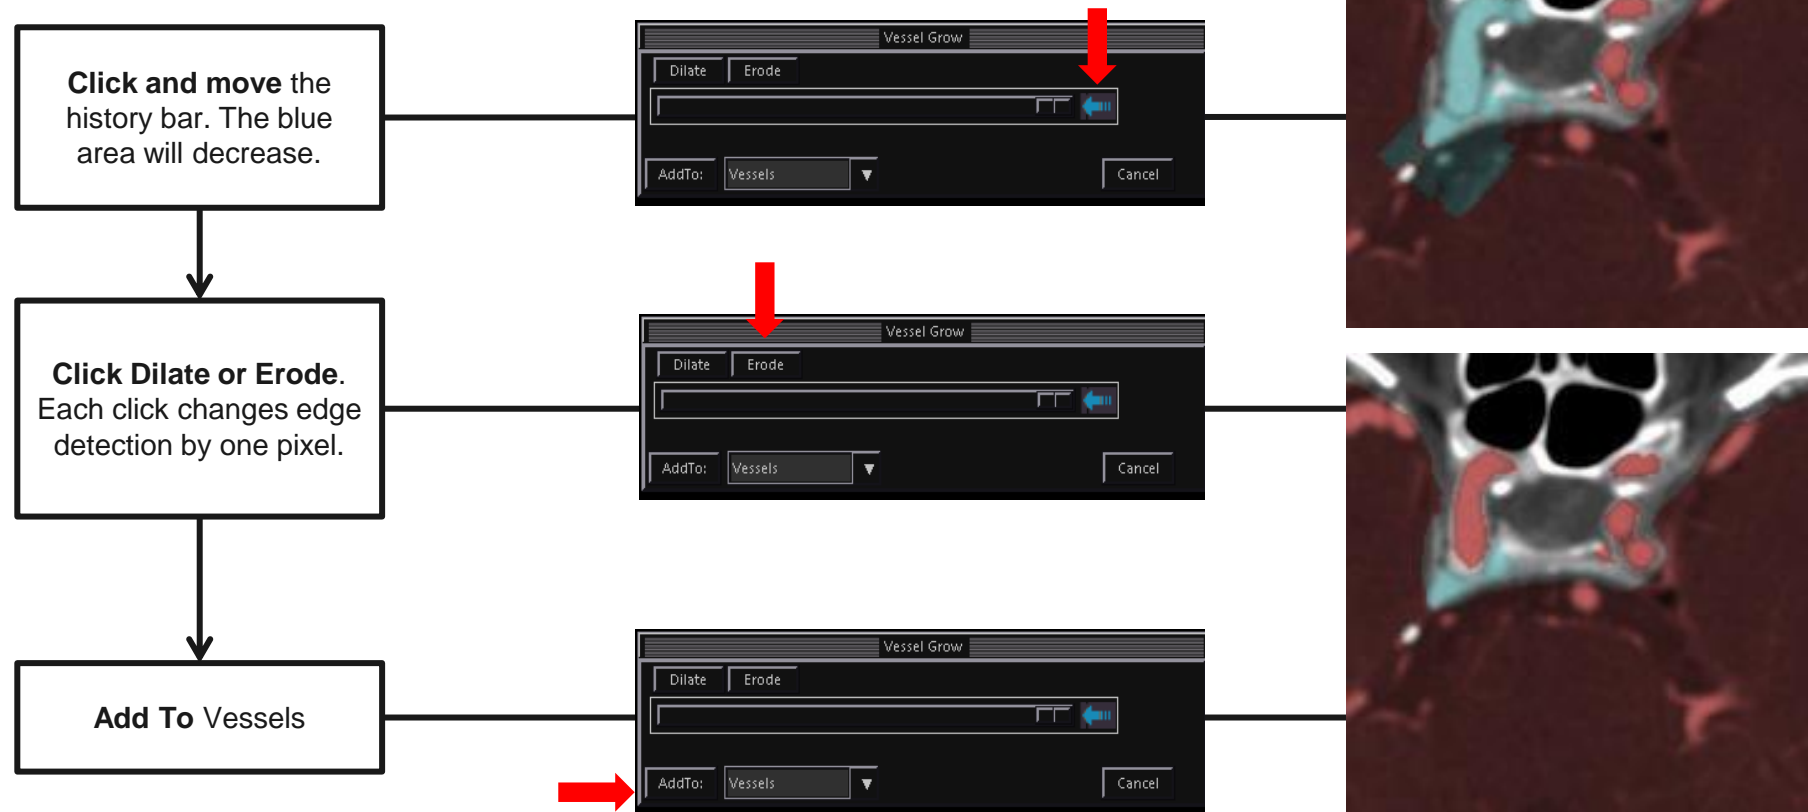 Click and move the
history bar. The blue
area will decrease.
Vessel Grow
Dilate Erode
AddTo: Vessels Cancel
Click Dilate or Erode.
Each click changes edge
detection by one pixel.
Vessel Grow
Dilate Erode
AddTo: Vessels Cancel
Add To Vessels
Vessel Grow
Dilate Erode
AddTo: Vessels Cancel